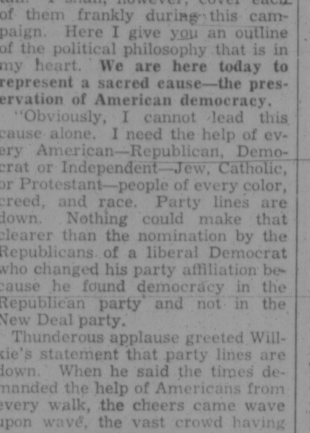 tail. I shall, however, cover each
of them frankly during this cam-
paign. Here I give you an outline
of the political philosophy that is in
my heart. We are here today to
represent a sacred cause—the pres-
ervation of American democracy.
"Obviously, I cannot lead this
cause alone. I need the help of ev-
ery American—Republican, Demo-
crat or Independent—Jew, Catholic,
or Protestant—people of every color,
creed, and race. Party lines are
down. Nothing could make that
clearer than the nomination by the
Republicans of a liberal Democrat
who changed his party affiliation be-
cause he found democracy in the
Republican party and not in the
New Deal party.
Thunderous applause greeted Will-
kie's statement that party lines are
down. When he said the times de-
manded the help of Americans from
every walk, the cheers came wave
upon wave, the vast crowd having